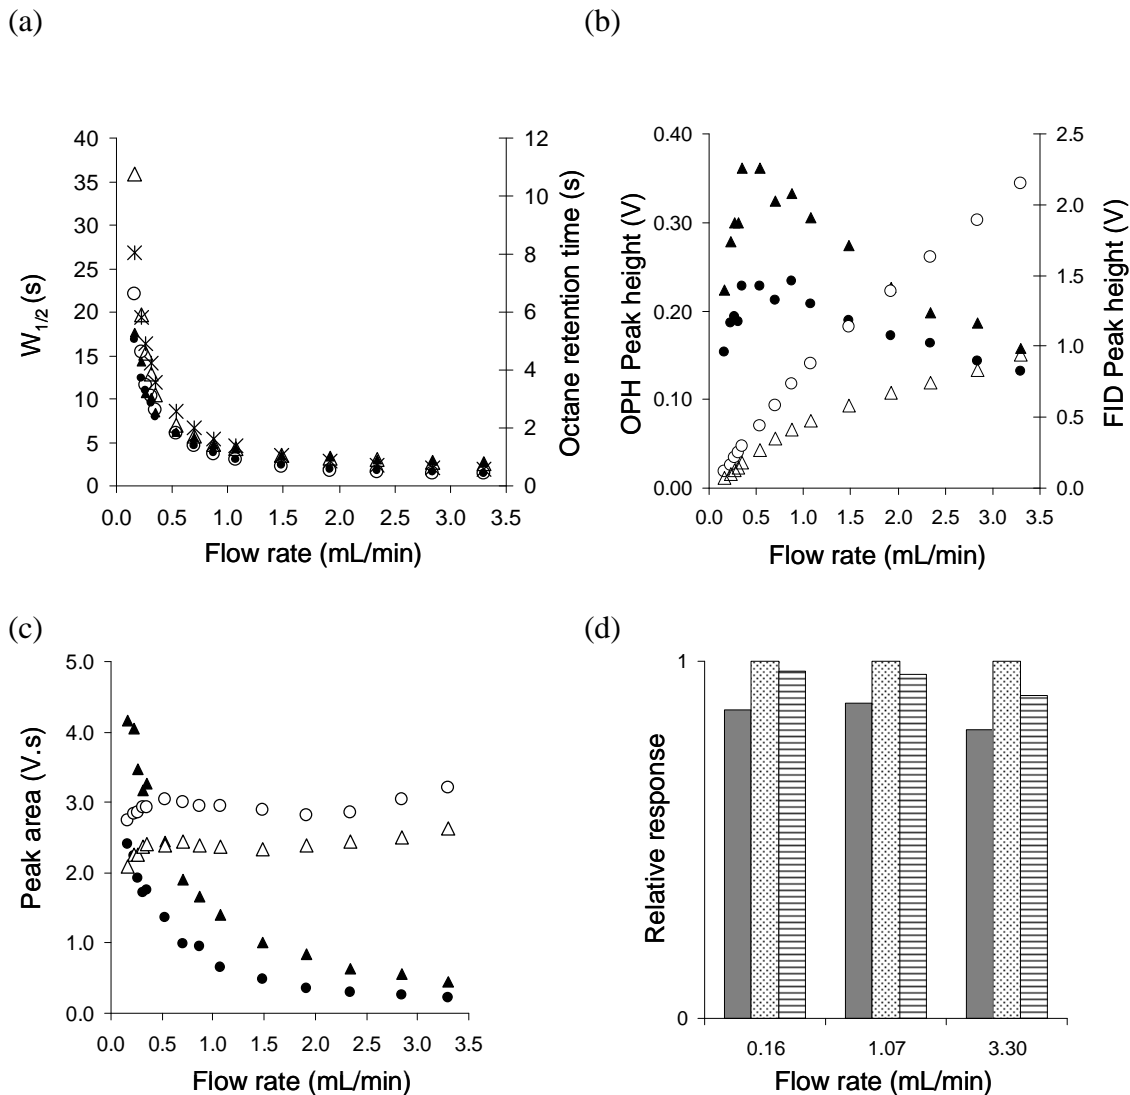 (a)
(b)
40
35
30
25
20
15
10
5
0
W1/2 (s)
12
10
8
6
4
2
0
Octane retention time (s)
0.0 0.5 1.0 1.5 2.0 2.5 3.0 3.5
Flow rate (mL/min)
0.40
0.30
0.20
0.10
0.00
OPH Peak height (V)
2.5
2.0
1.5
1.0
0.5
0.0
FID Peak height (V)
0.0 0.5 1.0 1.5 2.0 2.5 3.0 3.5
Flow rate (mL/min)
(c)
(d)
5.0
4.0
3.0
2.0
1.0
0.0
Peak area (V.s)
0.0 0.5 1.0 1.5 2.0 2.5 3.0 3.5
Flow rate (mL/min)
1
0
Relative response
0.16 1.07 3.30
Flow rate (mL/min)